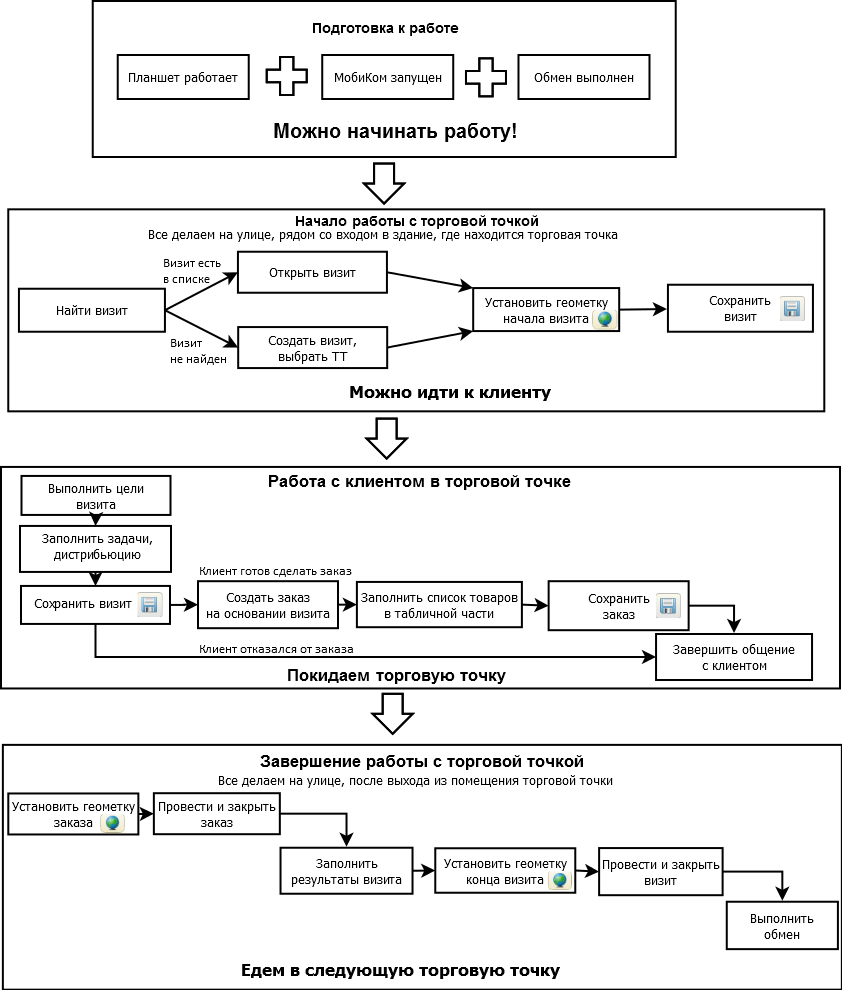 Подготовка к работе
Планшет работает
МобиКом запущен
Обмен выполнен
Можно начинать работу!
Начало работы с торговой точкой
Все делаем на улице, рядом со входом в здание, где находится торговая точка
Визит есть
в списке
Открыть визит
Найти визит
Установить геометку
начала визита
Сохранить
визит
Визит
не найден
Создать визит,
выбрать ТТ
Можно идти к клиенту
Работа с клиентом в торговой точке
Выполнить цели
визита
Заполнить задачи,
дистрибьюцию
Сохранить визит
Клиент готов сделать заказ
Создать заказ
на основании визита
Заполнить список товаров
в табличной части
Сохранить
заказ
Клиент отказался от заказа
Завершить общение
с клиентом
Покидаем торговую точку
Завершение работы с торговой точкой
Все делаем на улице, после выхода из помещения торговой точки
Установить геометку
заказа
Провести и закрыть
заказ
Заполнить
результаты визита
Установить геометку
конца визита
Провести и закрыть
визит
Выполнить
обмен
Едем в следующую торговую точку